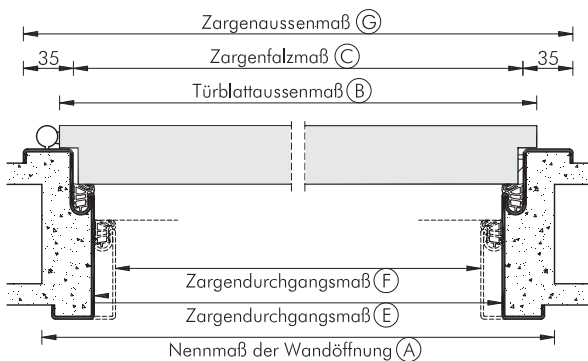 Zargenaussenmaß G
35 Zargenfalzmaß C 35
Türblattaussenmaß B
Zargendurchgangsmaß F
Zargendurchgangsmaß E
Nennmaß der Wandöffnung A